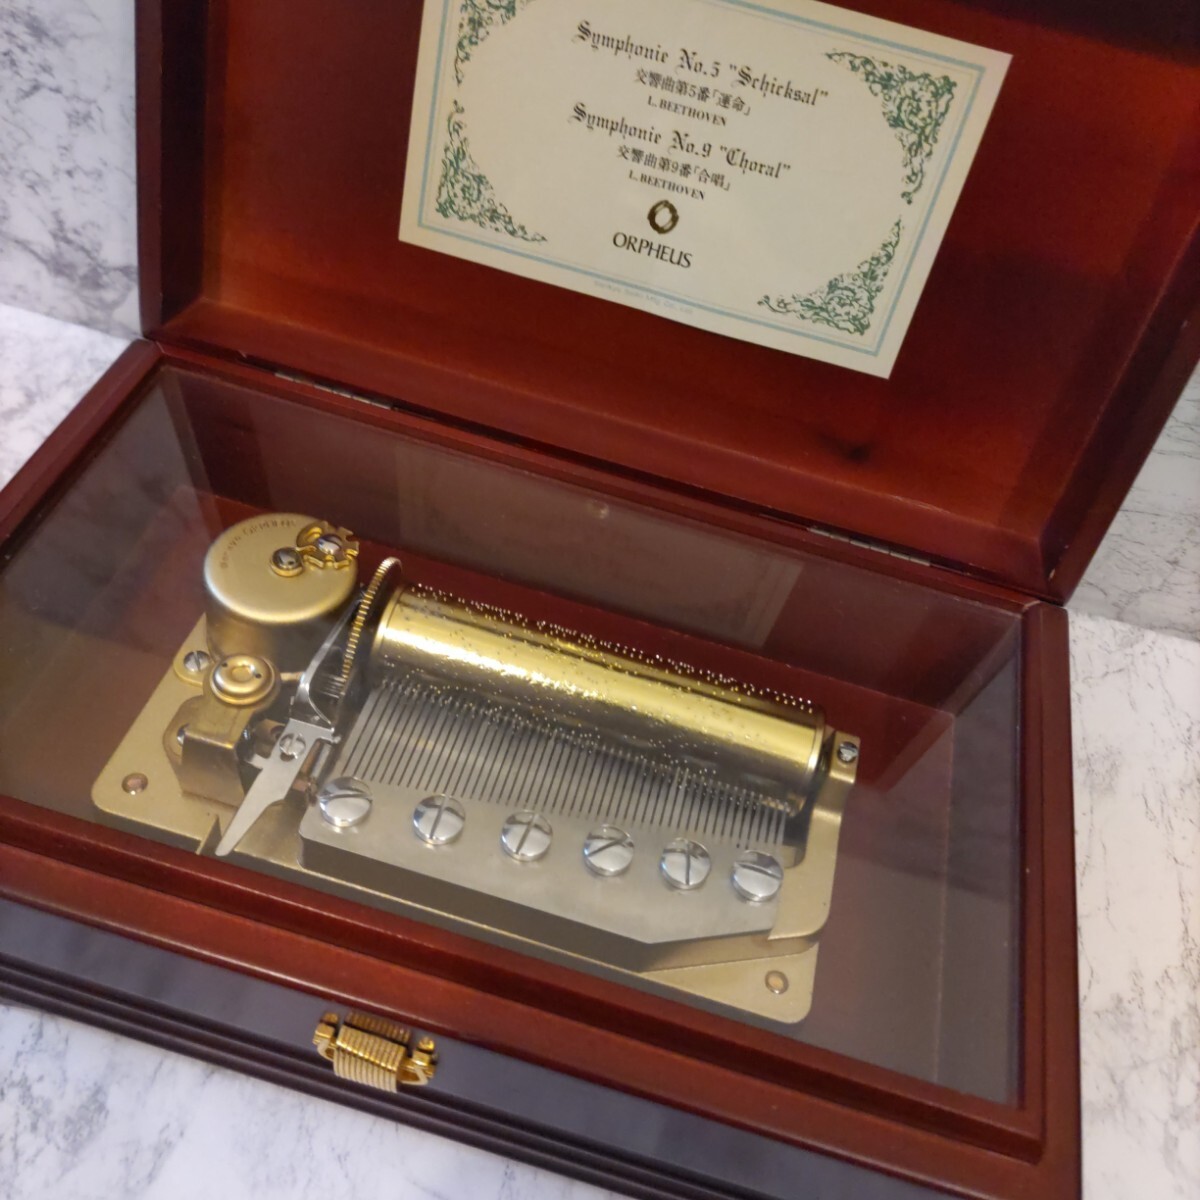 Symphonie No.5 "Schicksal"
交響曲第5番「運命」
L.BEETHOVEN
Symphonie No.9 "Choral"
交響曲第9番「合唱」
L.BEETHOVEN
ORPHEUS